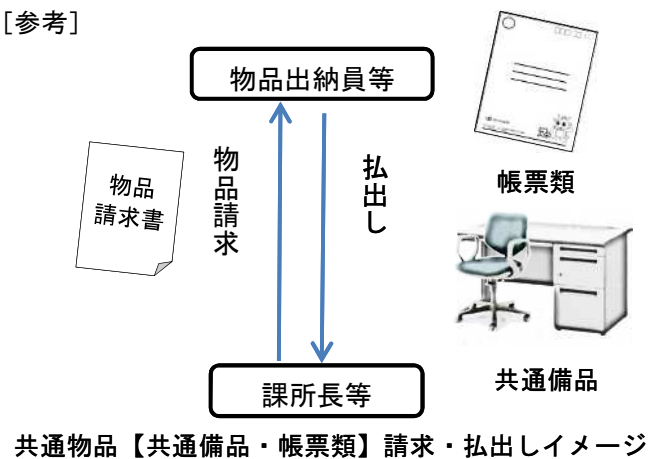 [参考]
物品出納員等
物品
請求書
物品請求
払出し
帳票類
共通備品
課所長等
共通物品【共通備品・帳票類】請求・払出しイメージ